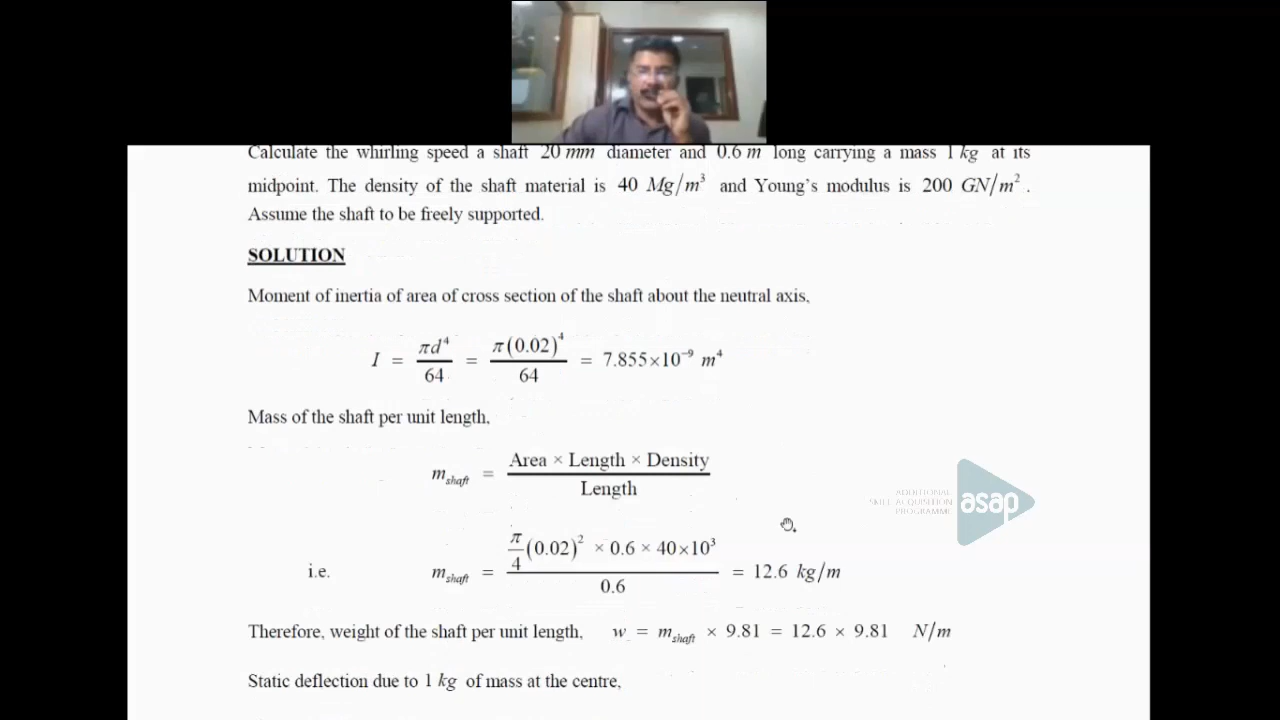 Calculate the whirling speed a shaft 20 mm diameter and 0.6 m long carrying a mass 1 kg at its
midpoint. The density of the shaft material is 40 Mg/m³ and Young's modulus is 200 GN/m² .
Assume the shaft to be freely supported.
SOLUTION
Moment of inertia of area of cross section of the shaft about the neutral axis,
I = πd⁴/64 = π(0.02)⁴/64 = 7.855×10⁻⁹ m⁴
Mass of the shaft per unit length,
m_shaft = Area × Length × Density / Length
i.e. m_shaft = π/4 (0.02)² × 0.6 × 40×10³ / 0.6 = 12.6 kg/m
Therefore, weight of the shaft per unit length, w = m_shaft × 9.81 = 12.6 × 9.81 N/m
Static deflection due to 1 kg of mass at the centre,
ADDITIONAL
SKILL ACQUISITION
PROGRAMME
asap